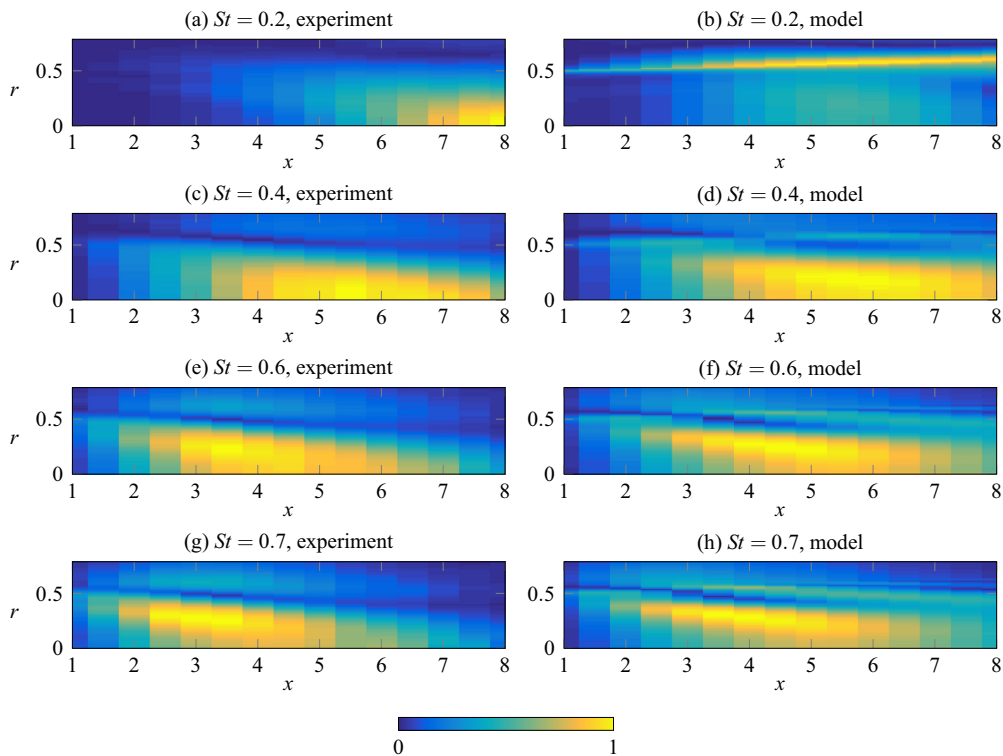 (a) St = 0.2, experiment
(b) St = 0.2, model
r
0.5
0
1 2 3 4 5 6 7 8
x
0.5
0
1 2 3 4 5 6 7 8
x
(c) St = 0.4, experiment
(d) St = 0.4, model
r
0.5
0
1 2 3 4 5 6 7 8
x
0.5
0
1 2 3 4 5 6 7 8
x
(e) St = 0.6, experiment
(f) St = 0.6, model
r
0.5
0
1 2 3 4 5 6 7 8
x
0.5
0
1 2 3 4 5 6 7 8
x
(g) St = 0.7, experiment
(h) St = 0.7, model
r
0.5
0
1 2 3 4 5 6 7 8
x
0.5
0
1 2 3 4 5 6 7 8
x
0 1